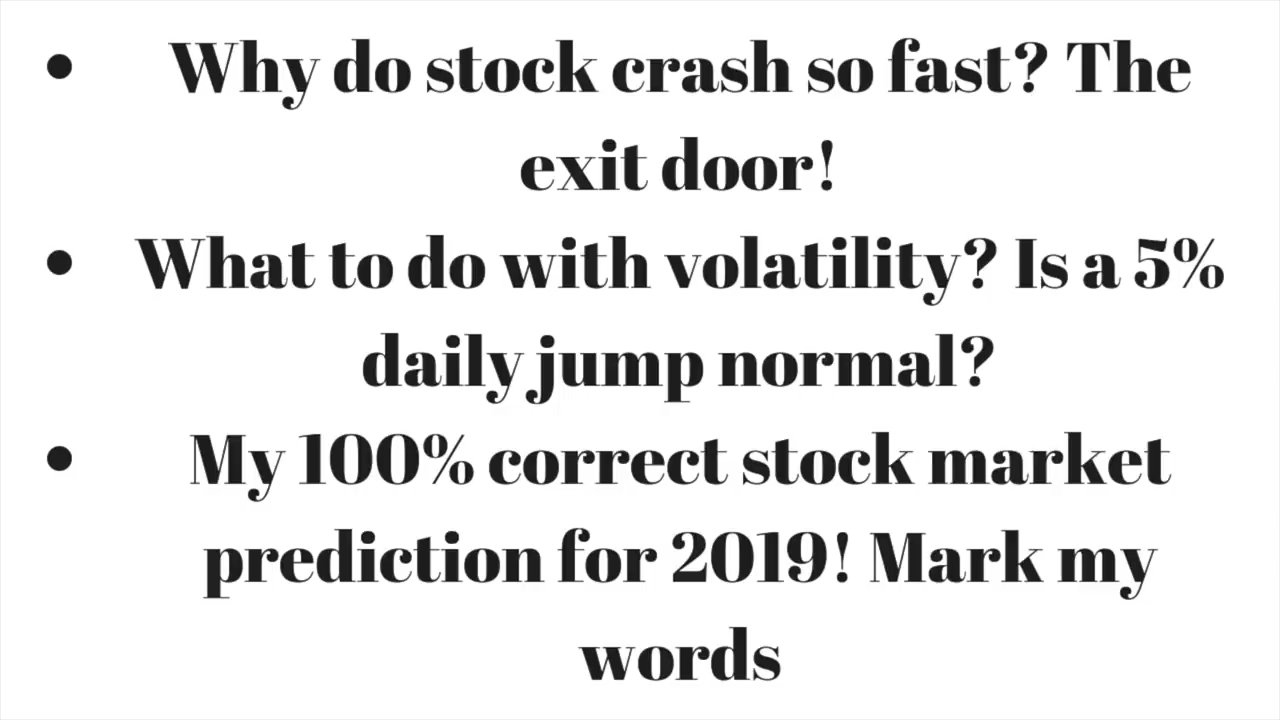 • Why do stock crash so fast? The
exit door!
• What to do with volatility? Is a 5%
daily jump normal?
• My 100% correct stock market
prediction for 2019! Mark my
words